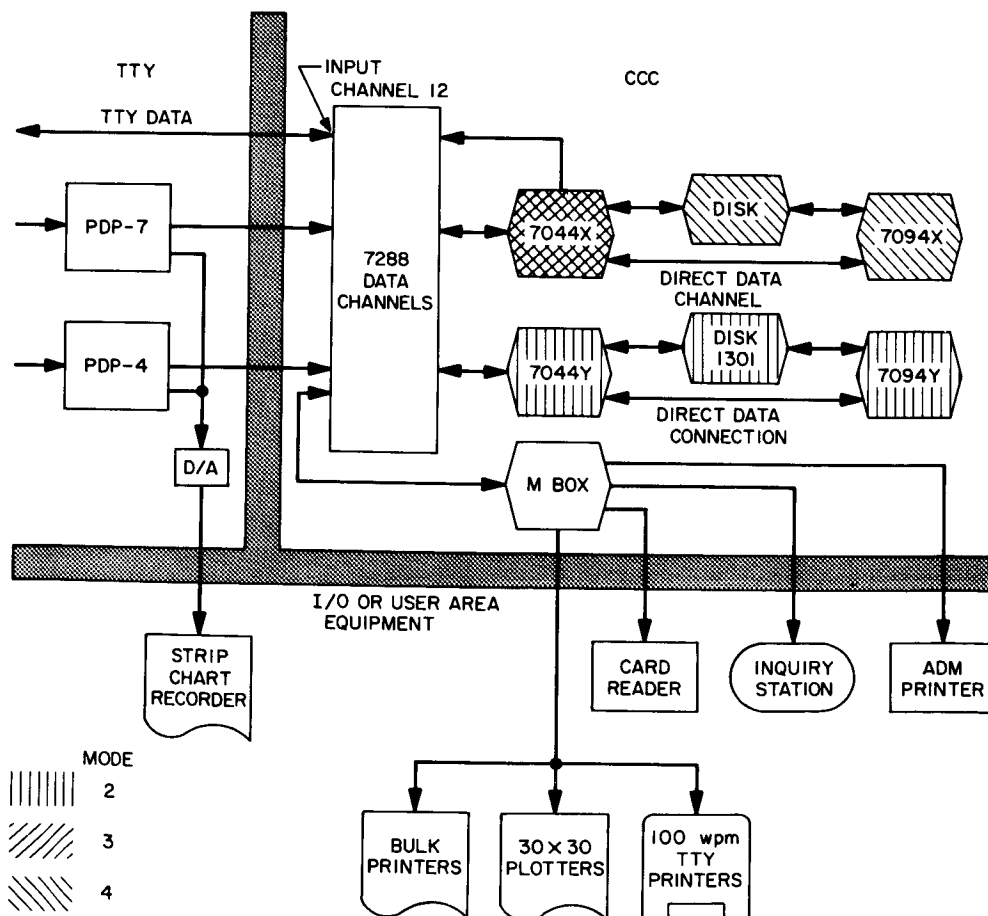 TTY
INPUT
CHANNEL 12
CCC
TTY DATA
PDP-7
7288
DATA
CHANNELS
7044X
DISK
7094X
DIRECT DATA
CHANNEL
PDP-4
7044Y
DISK
1301
7094Y
DIRECT DATA
CONNECTION
D/A
M BOX
I/O OR USER AREA
EQUIPMENT
STRIP
CHART
RECORDER
CARD
READER
INQUIRY
STATION
ADM
PRINTER
MODE
2
3
4
BULK
PRINTERS
30 × 30
PLOTTERS
100 wpm
TTY
PRINTERS